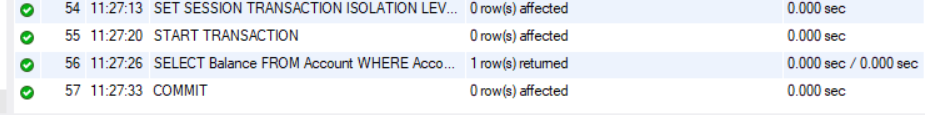 54 11:27:13 SET SESSION TRANSACTION ISOLATION LEV... 0 row(s) affected 0.000 sec
55 11:27:20 START TRANSACTION 0 row(s) affected 0.000 sec
56 11:27:26 SELECT Balance FROM Account WHERE Acco... 1 row(s) returned 0.000 sec / 0.000 sec
57 11:27:33 COMMIT 0 row(s) affected 0.000 sec